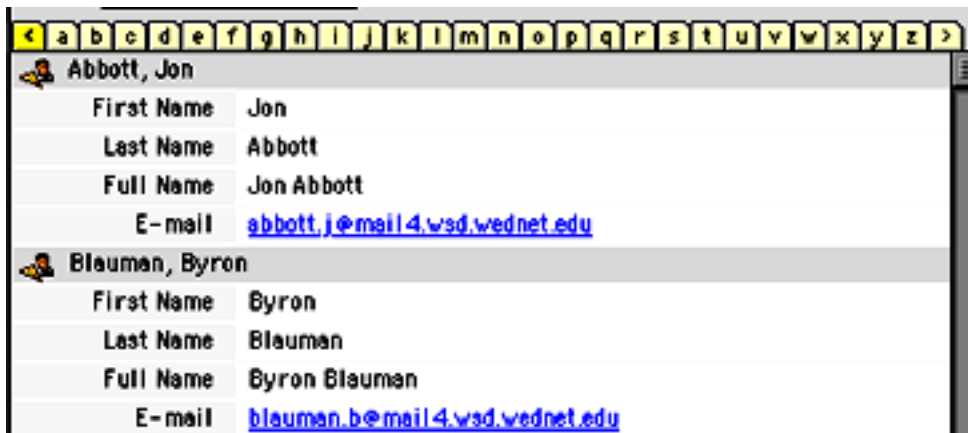 < a b c d e f g h i j k l m n o p q r s t u v w x y z >
Abbott, Jon
First Name Jon
Last Name Abbott
Full Name Jon Abbott
E-mail abbott.j@mail4.wsd.wednet.edu
Blauman, Byron
First Name Byron
Last Name Blauman
Full Name Byron Blauman
E-mail blauman.b@mail4.wsd.wednet.edu